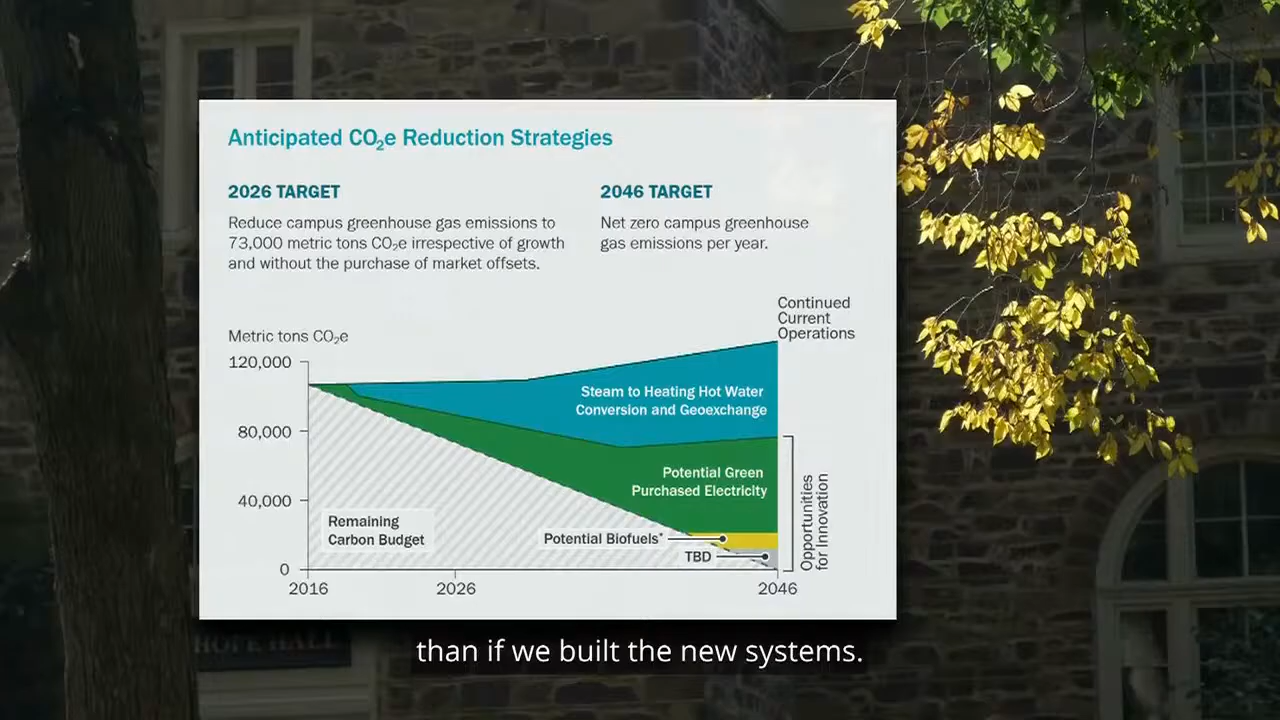 Anticipated CO₂e Reduction Strategies
2026 TARGET
Reduce campus greenhouse gas emissions to
73,000 metric tons CO₂e irrespective of growth
and without the purchase of market offsets.
2046 TARGET
Net zero campus greenhouse
gas emissions per year.
Continued
Current
Operations
Metric tons CO₂e
120,000
80,000
40,000
0
Steam to Heating Hot Water
Conversion and Geoexchange
Potential Green
Purchased Electricity
Remaining
Carbon Budget
Potential Biofuels*
TBD
Opportunities
for Innovation
2016
2026
2046
HOPE HALL
than if we built the new systems.